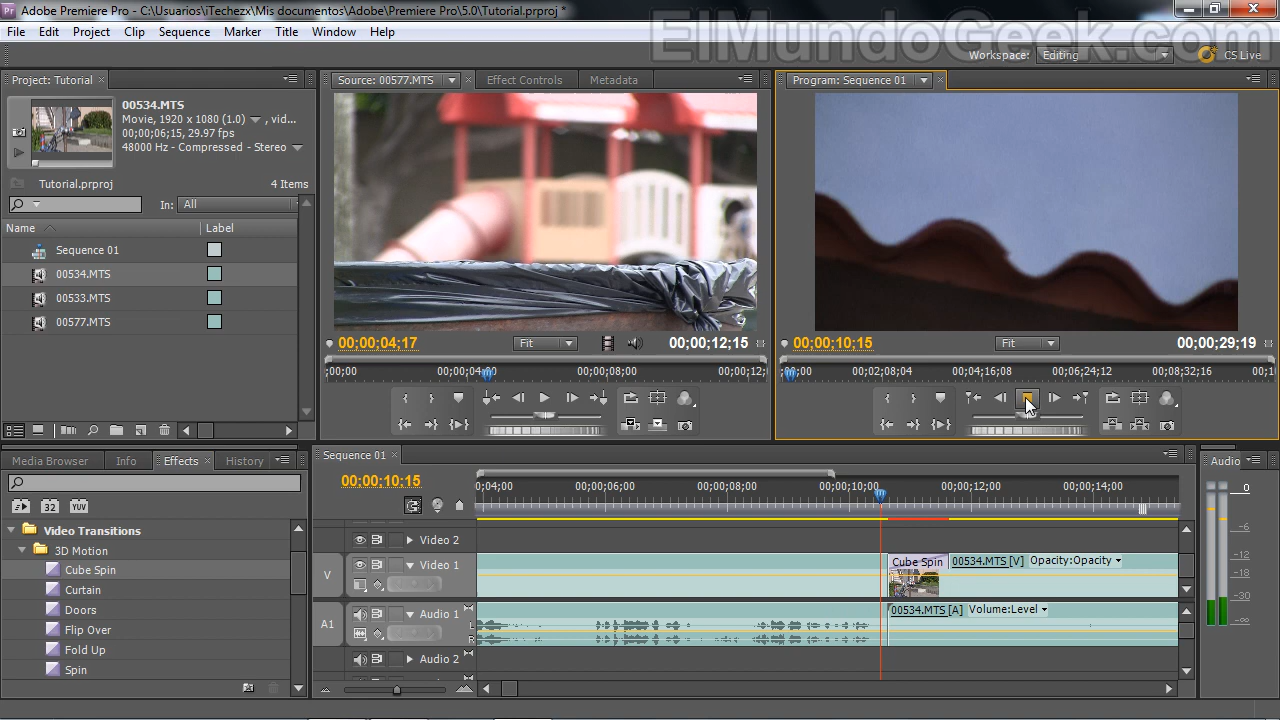 Adobe Premiere Pro - C:\Usuarios\iTechezx\Mis documentos\Adobe\Premiere Pro\5.0\Tutorial.prproj *
File Edit Project Clip Sequence Marker Title Window Help
ElMundoGeek.com
Workspace: Editing CS Live
Project: Tutorial
00534.MTS
Movie, 1920 x 1080 (1.0) , vid...
00;00;06;15, 29.97 fps
48000 Hz - Compressed - Stereo
Tutorial.prproj 4 Items
In: All
Name Label
Sequence 01
00534.MTS
00533.MTS
00577.MTS
Source: 00577.MTS Effect Controls Metadata
00;00;04;17 Fit 00;00;12;15
;00;00 00;00;04;00 00;00;08;00 00;00;12;
Program: Sequence 01
00;00;10;15 Fit 00;00;29;19
;00;00 00;02;08;04 00;04;16;08 00;06;24;12 00;08;32;16 00;1
Media Browser Info Effects History
32 YUV
Video Transitions
3D Motion
Cube Spin
Curtain
Doors
Flip Over
Fold Up
Spin
Sequence 01
00;00;10;15
0;04;00 00;00;06;00 00;00;08;00 00;00;10;00 00;00;12;00 00;00;14;00
Video 2
V Video 1 Cube Spin 00534.MTS [V] Opacity:Opacity
A1 Audio 1 L R 00534.MTS [A] Volume:Level
Audio 2
Audio
0
-6
-12
-18
-30
-∞